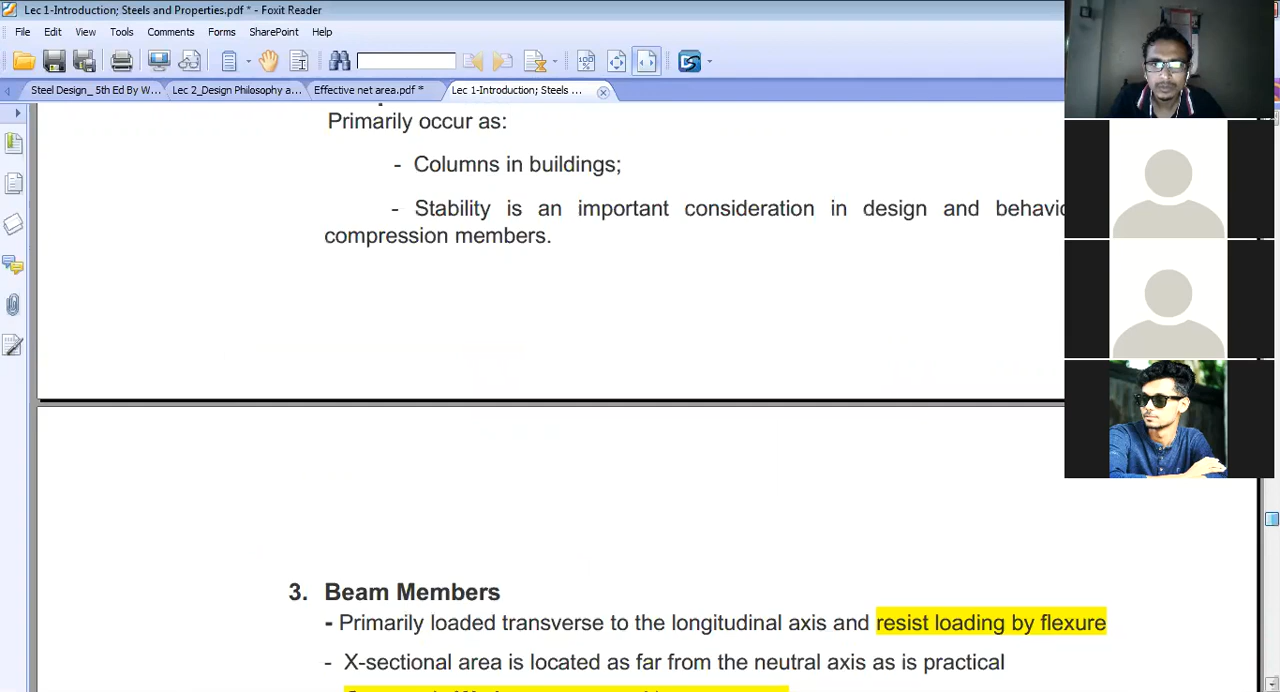 Lec 1-Introduction; Steels and Properties.pdf * - Foxit Reader
File Edit View Tools Comments Forms SharePoint Help
Steel Design_ 5th Ed By W... Lec 2_Design Philosophy a... Effective net area.pdf * Lec 1-Introduction; Steels ...
Primarily occur as:
- Columns in buildings;
- Stability is an important consideration in design and
compression members.
3. Beam Members
- Primarily loaded transverse to the longitudinal axis and resist loading by flexure
- X-sectional area is located as far from the neutral axis as is practical